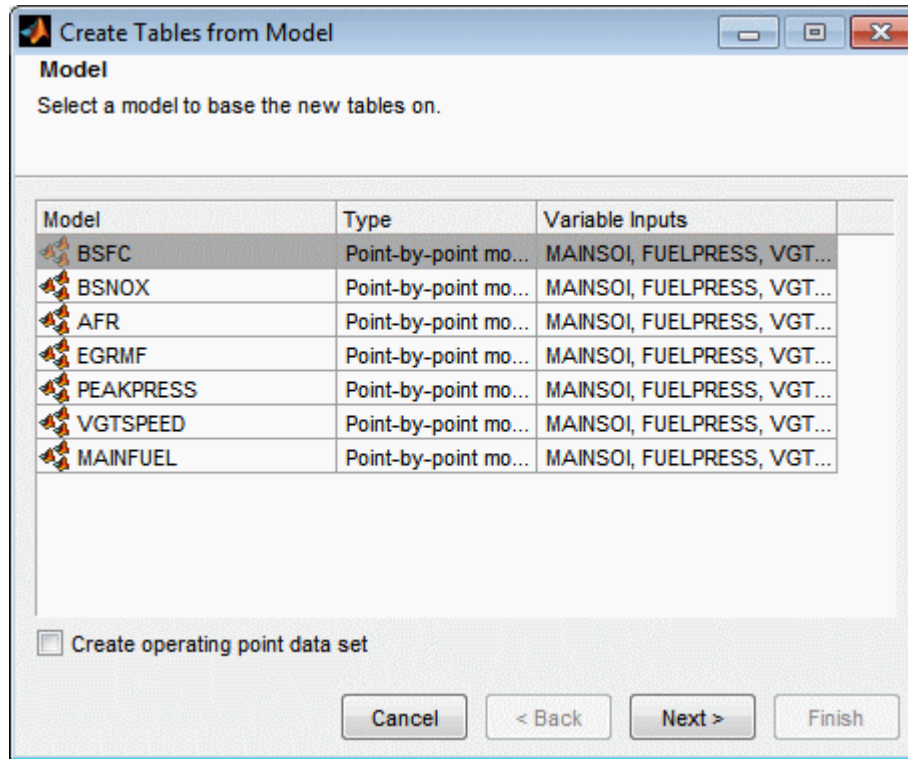 Create Tables from Model
Model
Select a model to base the new tables on.
Model Type Variable Inputs
BSFC Point-by-point mo... MAINSOI, FUELPRESS, VGT...
BSNOX Point-by-point mo... MAINSOI, FUELPRESS, VGT...
AFR Point-by-point mo... MAINSOI, FUELPRESS, VGT...
EGRMF Point-by-point mo... MAINSOI, FUELPRESS, VGT...
PEAKPRESS Point-by-point mo... MAINSOI, FUELPRESS, VGT...
VGTSPEED Point-by-point mo... MAINSOI, FUELPRESS, VGT...
MAINFUEL Point-by-point mo... MAINSOI, FUELPRESS, VGT...
Create operating point data set
Cancel < Back Next > Finish